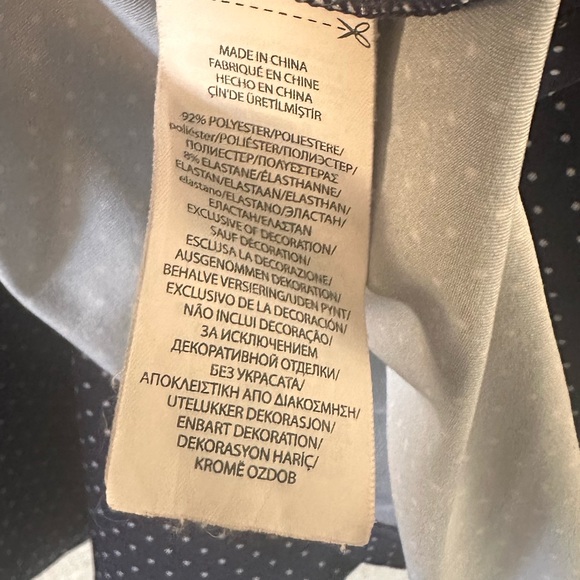 MADE IN CHINA
FABRIQUÉ EN CHINE
HECHO EN CHINA
ÇIN'DE ÜRETİLMİŞTİR
92% POLYESTER/POLIESTERE/
poliéster/POLIÉSTER/ПОЛИЭСТЕР/
ПОЛИЕСТЕР/ΠΟΛΥΕΣΤΕΡΑΣ
8% ELASTANE/ÉLASTHANNE/
ELASTAN/ELASTAAN/ELASTHAN/
elastano/ELASTANO/ЭЛАСТАН/
ЕЛАСТАН/ΕΛΑΣΤΑΝ
EXCLUSIVE OF DECORATION/
SAUF DÉCORATION/
ESCLUSA LA DECORAZIONE/
AUSGENOMMEN DEKORATION/
BEHALVE VERSIERING/UDEN PYNT/
EXCLUSIVO DE LA DECORACIÓN/
NÃO INCLUI DECORAÇÃO/
ЗА ИСКЛЮЧЕНИЕМ
ДЕКОРАТИВНОЙ ОТДЕЛКИ/
БЕЗ УКРАСАТА/
ΑΠΟΚΛΕΙΣΤΙΚΗ ΑΠΟ ΔΙΑΚΟΣΜΗΣΗ/
UTELUKKER DEKORASJON/
ENBART DEKORATION/
DEKORASYON HARİÇ/
KROMĚ OZDOB